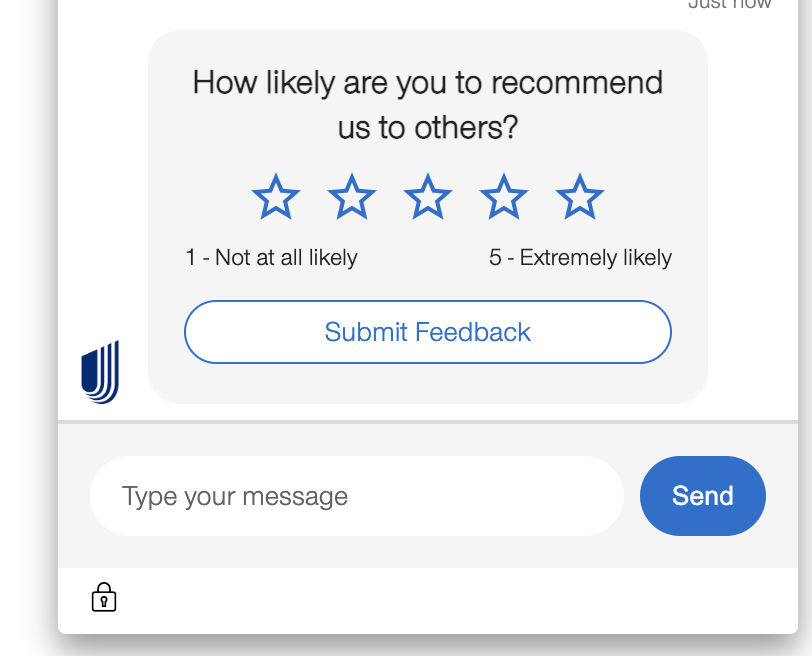 Just now
How likely are you to recommend
us to others?
1 - Not at all likely
5 - Extremely likely
Submit Feedback
Type your message
Send